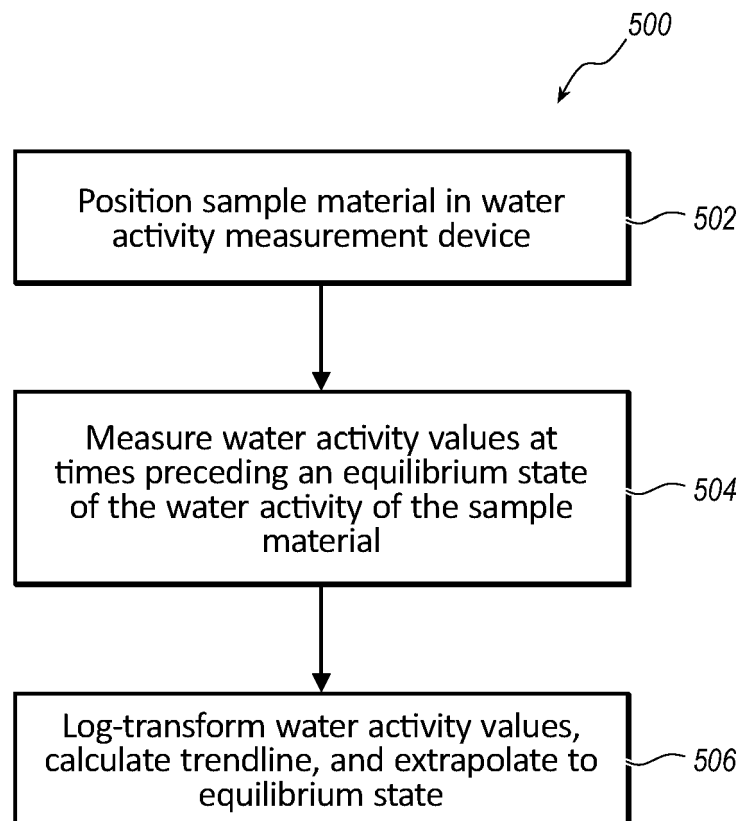 500
Position sample material in water
activity measurement device
502
Measure water activity values at
times preceding an equilibrium state
of the water activity of the sample
material
504
Log-transform water activity values,
calculate trendline, and extrapolate to
equilibrium state
506